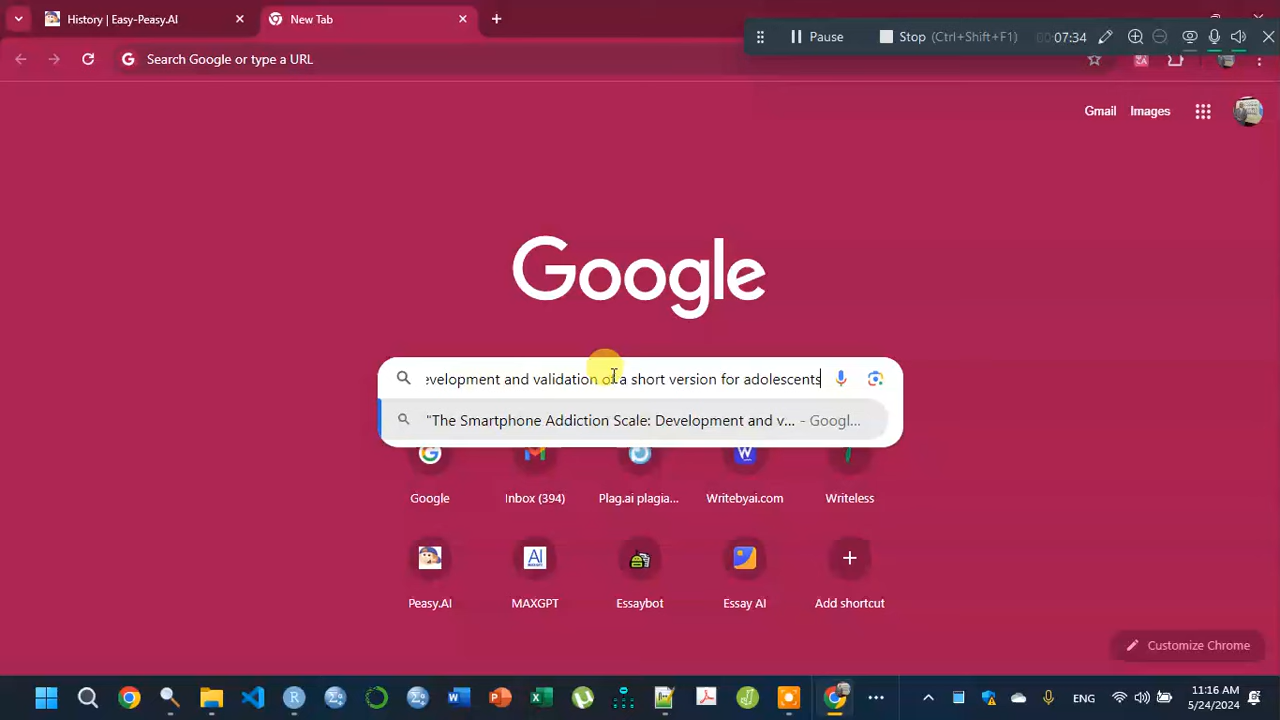 History | Easy-Peasy.AI
New Tab
Pause
Stop (Ctrl+Shift+F1)
00:07:34
Search Google or type a URL
Gmail
Images
Google
evelopment and validation of a short version for adolescents
"The Smartphone Addiction Scale: Development and v... - Googl...
Google
Inbox (394)
Plag.ai plagia...
Writebyai.com
Writeless
Peasy.AI
MAXGPT
Essaybot
Essay AI
Add shortcut
Customize Chrome
ENG
11:16 AM
5/24/2024